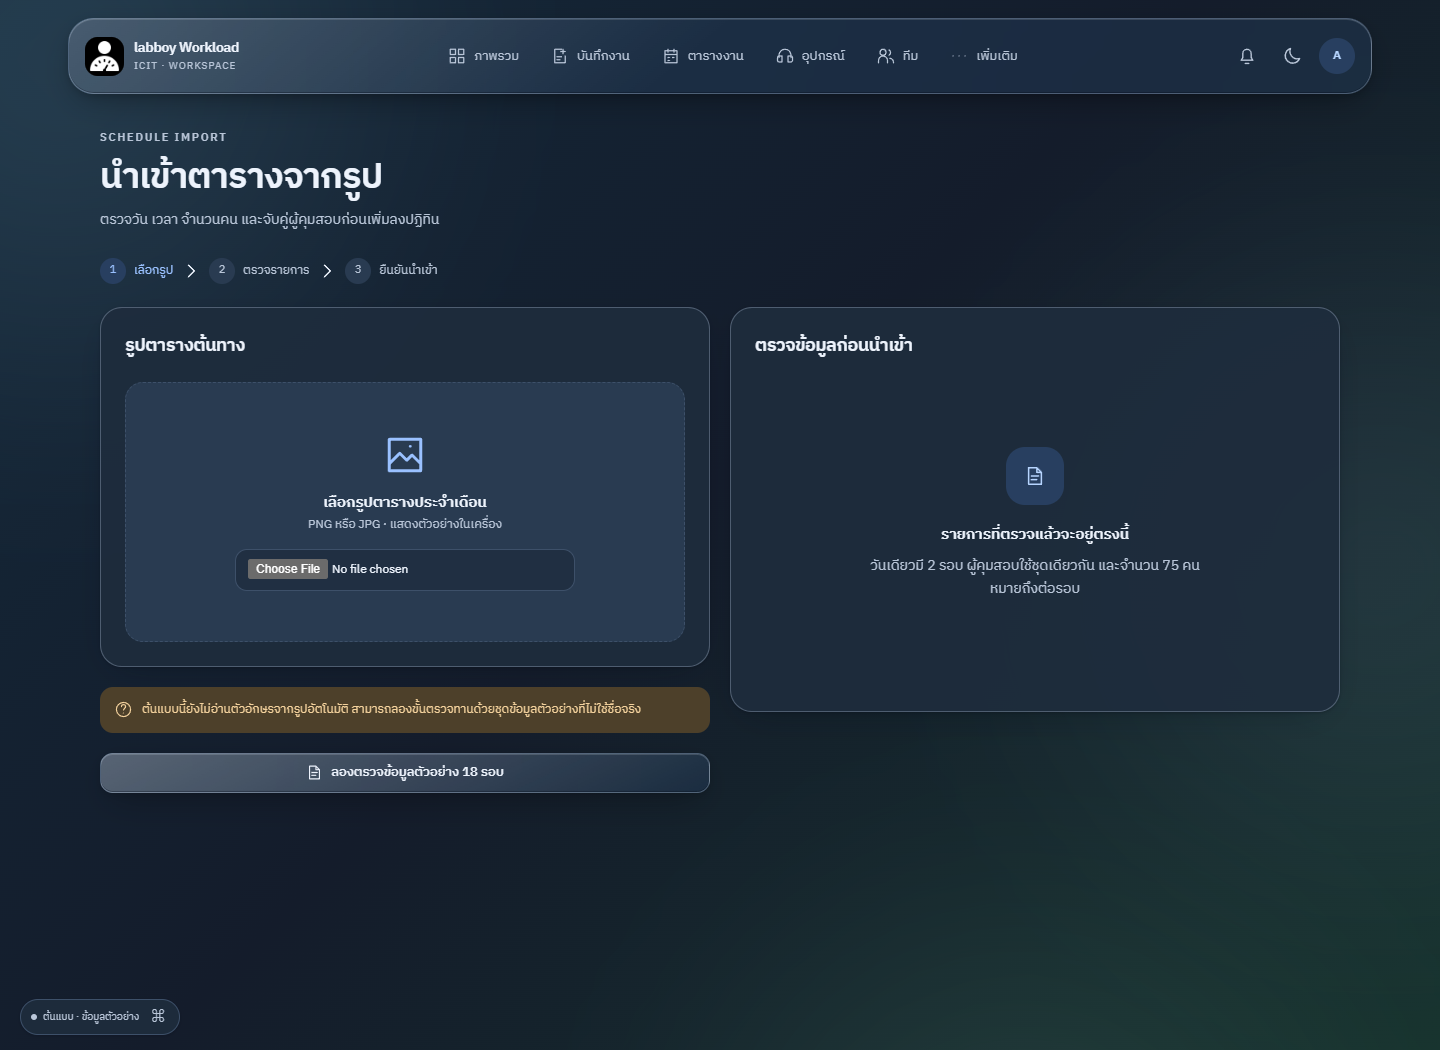 labboy Workload
ICIT · WORKSPACE
ภาพรวม
บันทึกงาน
ตารางงาน
อุปกรณ์
ทีม
เพิ่มเติม
A
SCHEDULE IMPORT
นำเข้าตารางจากรูป
ตรวจวัน เวลา จำนวนคน และจับคู่ผู้คุมสอบก่อนเพิ่มลงปฏิทิน
1 เลือกรูป
2 ตรวจรายการ
3 ยืนยันนำเข้า
รูปตารางต้นทาง
เลือกรูปตารางประจำเดือน
PNG หรือ JPG · แสดงตัวอย่างในเครื่อง
Choose File No file chosen
ต้นแบบนี้ยังไม่อ่านตัวอักษรจากรูปอัตโนมัติ สามารถลองขั้นตรวจทานด้วยชุดข้อมูลตัวอย่างที่ไม่ใช้ชื่อจริง
ลองตรวจข้อมูลตัวอย่าง 18 รอบ
ตรวจข้อมูลก่อนนำเข้า
รายการที่ตรวจแล้วจะอยู่ตรงนี้
วันเดียวมี 2 รอบ ผู้คุมสอบใช้ชุดเดียวกัน และจำนวน 75 คน
หมายถึงต่อรอบ
ต้นแบบ · ข้อมูลตัวอย่าง ⌘